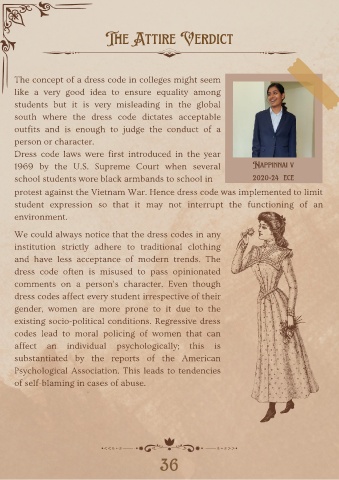 The Attire Verdict
The concept of a dress code in colleges might seem
like a very good idea to ensure equality among
students but it is very misleading in the global
south where the dress code dictates acceptable
outfits and is enough to judge the conduct of a
person or character.
Dress code laws were first introduced in the year
1969 by the U.S. Supreme Court when several
school students wore black armbands to school in
protest against the Vietnam War. Hence dress code was implemented to limit
student expression so that it may not interrupt the functioning of an
environment.
Nappinnai V
2020-24 ECE
We could always notice that the dress codes in any
institution strictly adhere to traditional clothing
and have less acceptance of modern trends. The
dress code often is misused to pass opinionated
comments on a person's character. Even though
dress codes affect every student irrespective of their
gender, women are more prone to it due to the
existing socio-political conditions. Regressive dress
codes lead to moral policing of women that can
affect an individual psychologically; this is
substantiated by the reports of the American
Psychological Association. This leads to tendencies
of self-blaming in cases of abuse.
36